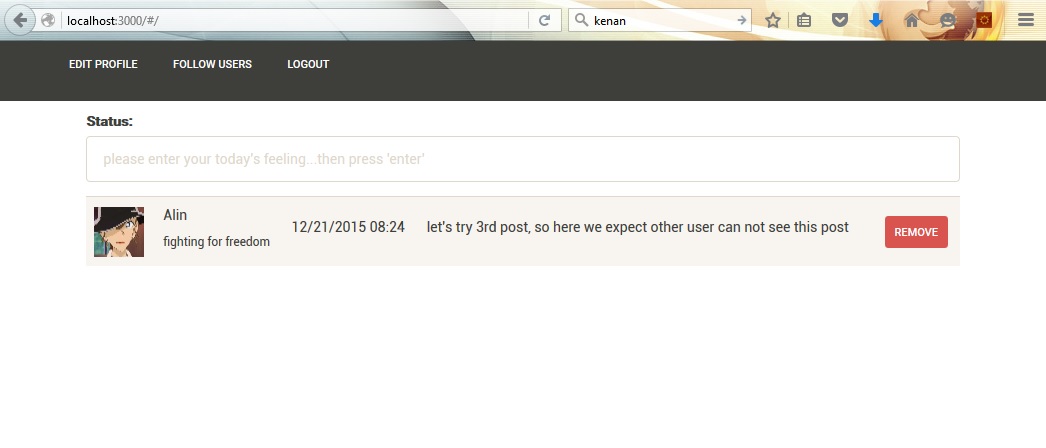 localhost:3000/#/
kenan
EDIT PROFILE FOLLOW USERS LOGOUT
Status:
please enter your today's feeling...then press 'enter'
Alin
fighting for freedom
12/21/2015 08:24
let's try 3rd post, so here we expect other user can not see this post
REMOVE